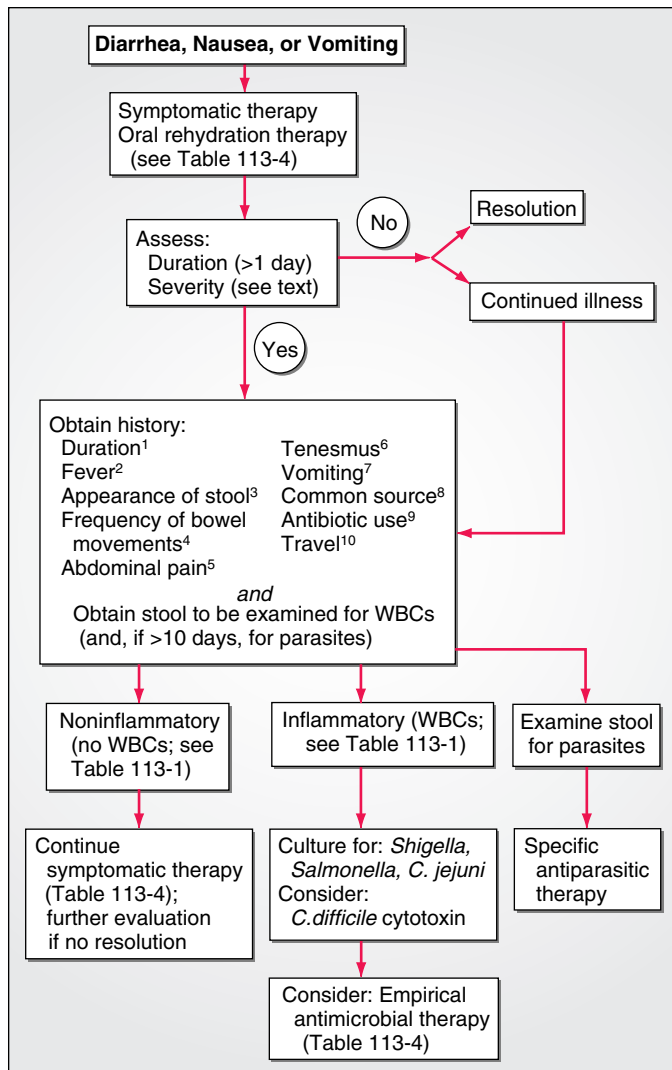 Diarrhea, Nausea, or Vomiting
Symptomatic therapy
Oral rehydration therapy
(see Table 113-4)
Assess:
Duration (>1 day)
Severity (see text)
No
Resolution
Continued illness
Yes
Obtain history:
Duration¹
Fever²
Appearance of stool³
Frequency of bowel
movements⁴
Abdominal pain⁵
Tenesmus⁶
Vomiting⁷
Common source⁸
Antibiotic use⁹
Travel¹⁰
and
Obtain stool to be examined for WBCs
(and, if >10 days, for parasites)
Noninflammatory
(no WBCs; see
Table 113-1)
Continue
symptomatic therapy
(Table 113-4);
further evaluation
if no resolution
Inflammatory (WBCs;
see Table 113-1)
Culture for: Shigella,
Salmonella, C. jejuni
Consider:
C.difficile cytotoxin
Consider: Empirical
antimicrobial therapy
(Table 113-4)
Examine stool
for parasites
Specific
antiparasitic
therapy